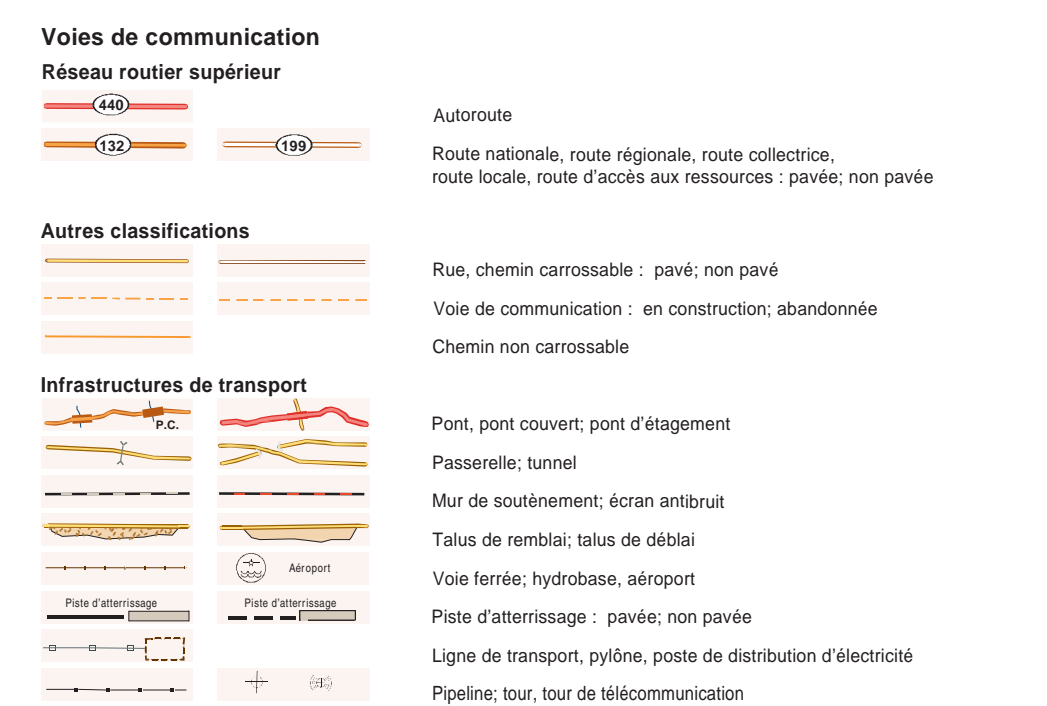 Voies de communication
Réseau routier supérieur
440
Autoroute
132
199
Route nationale, route régionale, route collectrice,
route locale, route d'accès aux ressources : pavée; non pavée
Autres classifications
Rue, chemin carrossable : pavé; non pavé
Voie de communication : en construction; abandonnée
Chemin non carrossable
Infrastructures de transport
P.C.
Pont, pont couvert; pont d'étagement
Passerelle; tunnel
Mur de soutènement; écran antibruit
Talus de remblai; talus de déblai
Aéroport
Voie ferrée; hydrobase, aéroport
Piste d'atterrissage
Piste d'atterrissage
Piste d'atterrissage : pavée; non pavée
Ligne de transport, pylône, poste de distribution d'électricité
Pipeline; tour, tour de télécommunication